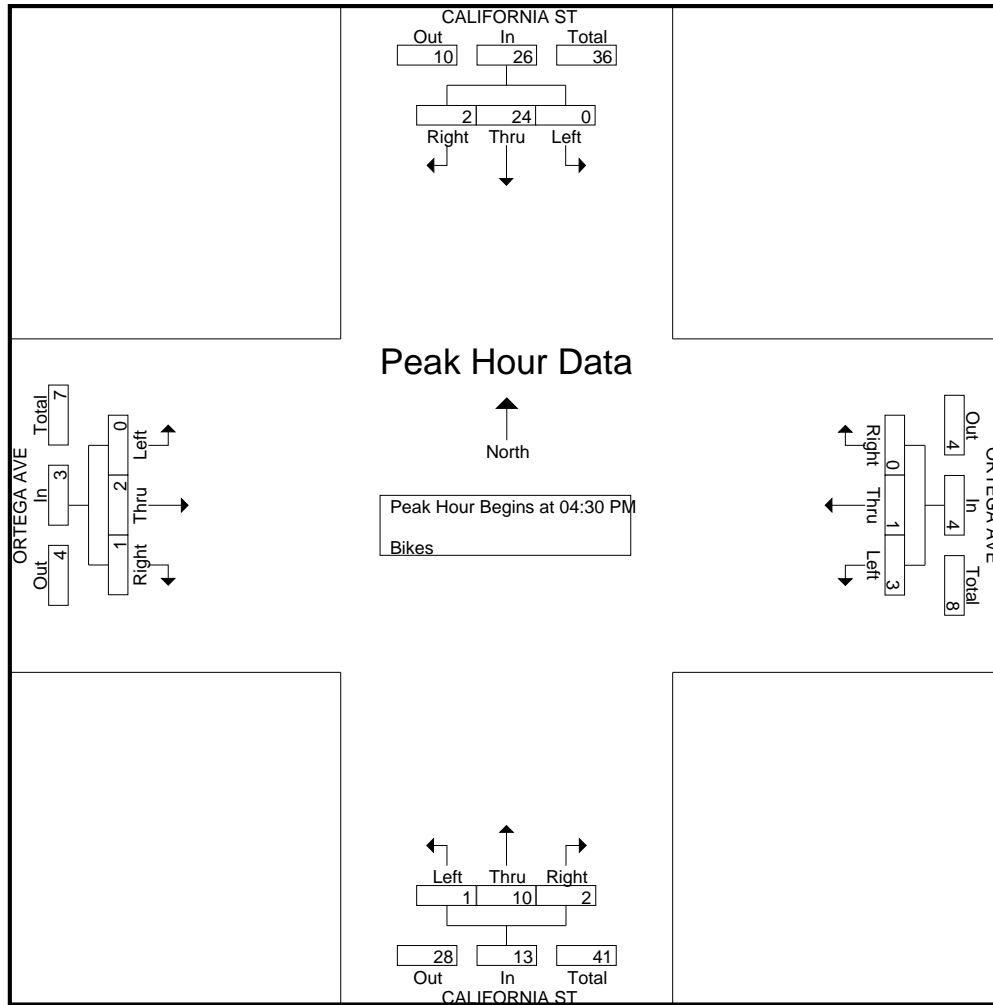 CALIFORNIA ST
Out In Total
10 26 36
2 24 0
Right Thru Left
Peak Hour Data
North
Peak Hour Begins at 04:30 PM
Bikes
ORTEGA AVE
Out In Total
4 3 7
Right Thru Left
1 2 0
ORTEGA AVE
Out In Total
4 4 8
Right Thru Left
0 1 3
Left Thru Right
1 10 2
28 13 41
Out In Total
CALIFORNIA ST